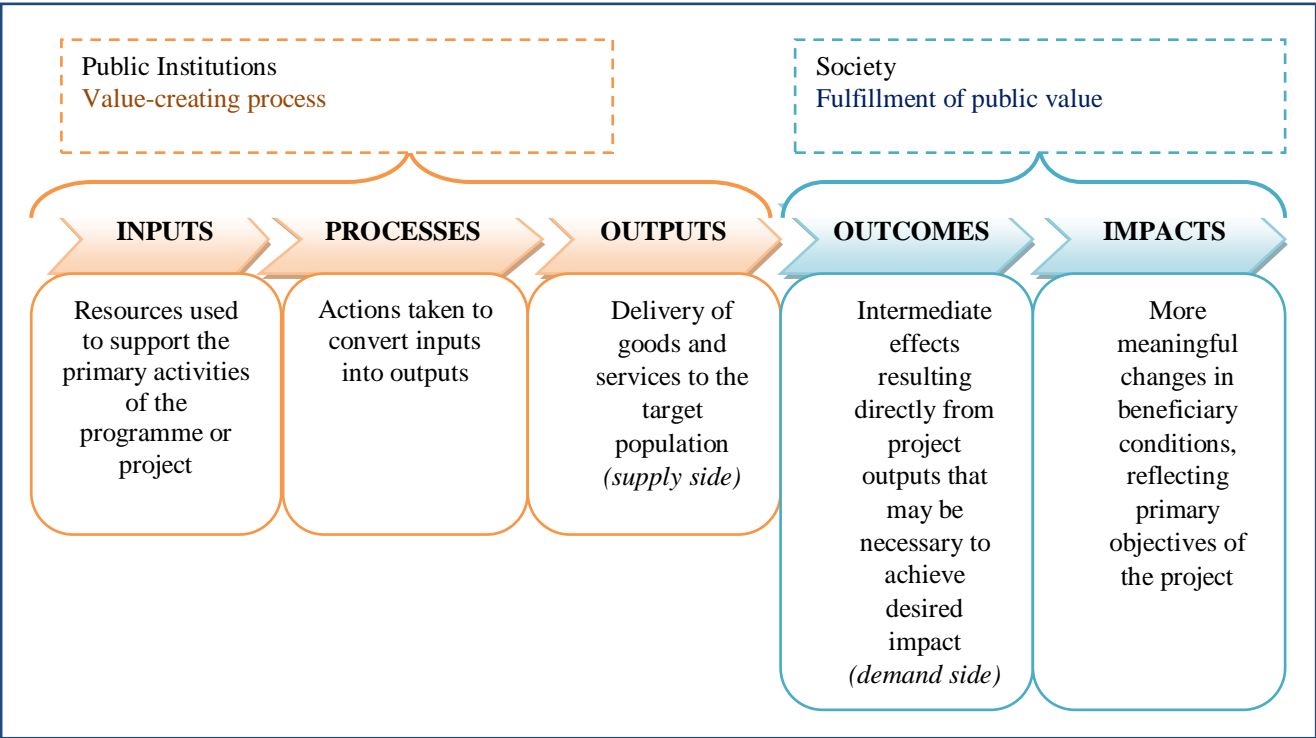 Public Institutions
Value-creating process
Society
Fulfillment of public value
INPUTS
PROCESSES
OUTPUTS
OUTCOMES
IMPACTS
Resources used
to support the
primary activities
of the
programme or
project
Actions taken to
convert inputs
into outputs
Delivery of
goods and
services to the
target
population
(supply side)
Intermediate
effects
resulting
directly from
project
outputs that
may be
necessary to
achieve
desired
impact
(demand side)
More
meaningful
changes in
beneficiary
conditions,
reflecting
primary
objectives of
the project